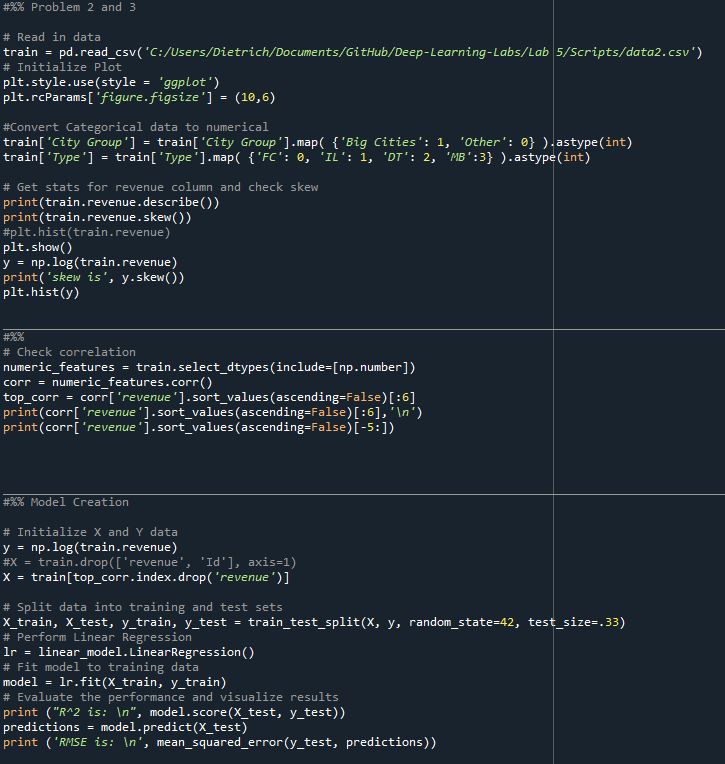 #%% Problem 2 and 3
# Read in data
train = pd.read_csv('C:/Users/Dietrich/Documents/GitHub/Deep-Learning-Labs/Lab 5/Scripts/data2.csv')
# Initialize Plot
plt.style.use(style = 'ggplot')
plt.rcParams['figure.figsize'] = (10,6)
#Convert Categorical data to numerical
train['City Group'] = train['City Group'].map( {'Big Cities': 1, 'Other': 0} ).astype(int)
train['Type'] = train['Type'].map( {'FC': 0, 'IL': 1, 'DT': 2, 'MB':3} ).astype(int)
# Get stats for revenue column and check skew
print(train.revenue.describe())
print(train.revenue.skew())
#plt.hist(train.revenue)
plt.show()
y = np.log(train.revenue)
print('skew is', y.skew())
plt.hist(y)
#%%
# Check correlation
numeric_features = train.select_dtypes(include=[np.number])
corr = numeric_features.corr()
top_corr = corr['revenue'].sort_values(ascending=False)[:6]
print(corr['revenue'].sort_values(ascending=False)[:6],'\n')
print(corr['revenue'].sort_values(ascending=False)[-5:])
#%% Model Creation
# Initialize X and Y data
y = np.log(train.revenue)
#X = train.drop(['revenue', 'Id'], axis=1)
X = train[top_corr.index.drop('revenue')]
# Split data into training and test sets
X_train, X_test, y_train, y_test = train_test_split(X, y, random_state=42, test_size=.33)
# Perform Linear Regression
lr = linear_model.LinearRegression()
# Fit model to training data
model = lr.fit(X_train, y_train)
# Evaluate the performance and visualize results
print ("R^2 is: \n", model.score(X_test, y_test))
predictions = model.predict(X_test)
print ('RMSE is: \n', mean_squared_error(y_test, predictions))